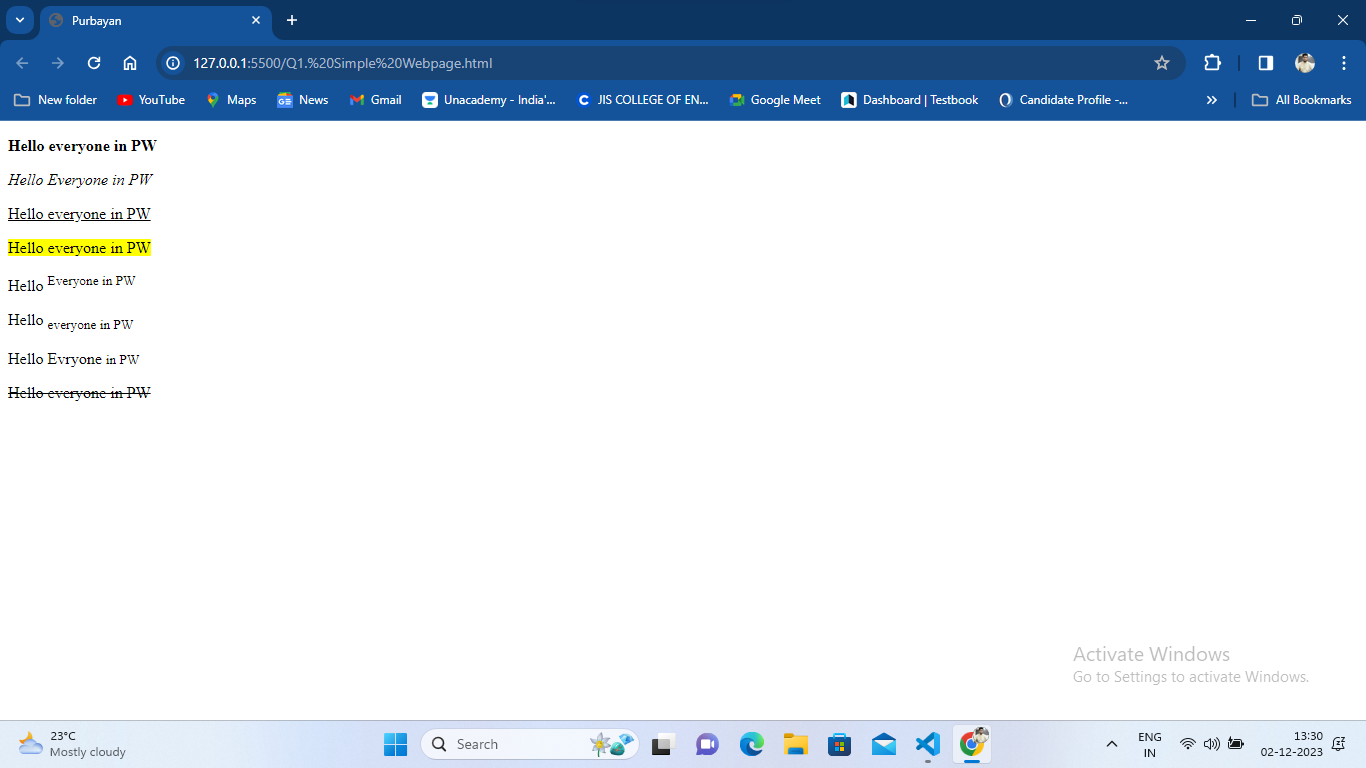 Purbayan
127.0.0.1:5500/Q1.%20Simple%20Webpage.html
New folder YouTube Maps News Gmail Unacademy - India'... JIS COLLEGE OF EN... Google Meet Dashboard | Testbook Candidate Profile -... » All Bookmarks
Hello everyone in PW
Hello Everyone in PW
Hello everyone in PW
Hello everyone in PW
Hello Everyone in PW
Hello everyone in PW
Hello Evryone in PW
Hello everyone in PW
Activate Windows
Go to Settings to activate Windows.
23°C
Mostly cloudy
Search
ENG
IN
13:30
02-12-2023